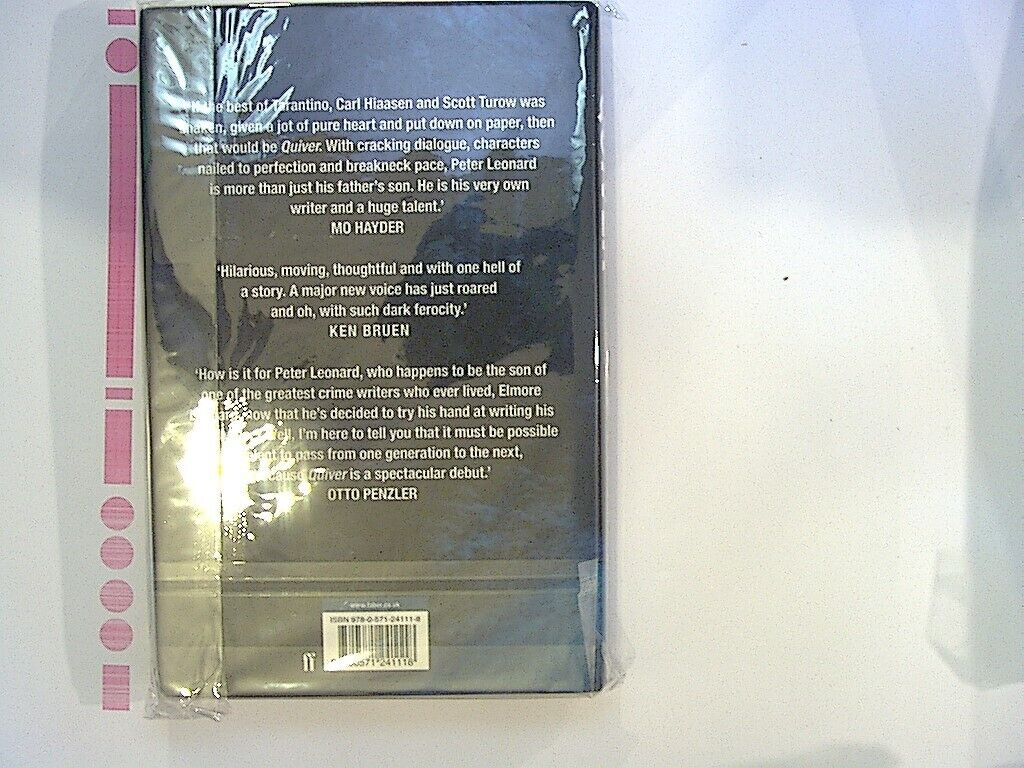 the best of Tarantino, Carl Hiaasen and Scott Turow was
shaken, given a jot of pure heart and put down on paper, then
that would be Quiver. With cracking dialogue, characters
nailed to perfection and breakneck pace, Peter Leonard
is more than just his father's son. He is his very own
writer and a huge talent.'
MO HAYDER
'Hilarious, moving, thoughtful and with one hell of
a story. A major new voice has just roared
and oh, with such dark ferocity.'
KEN BRUEN
'How is it for Peter Leonard, who happens to be the son of
one of the greatest crime writers who ever lived, Elmore
now that he's decided to try his hand at writing his
I'm here to tell you that it must be possible
to pass from one generation to the next,
Quiver is a spectacular debut.'
OTTO PENZLER
www.faber.co.uk
ISBN 978-0-571-24111-8
ff
571 241118